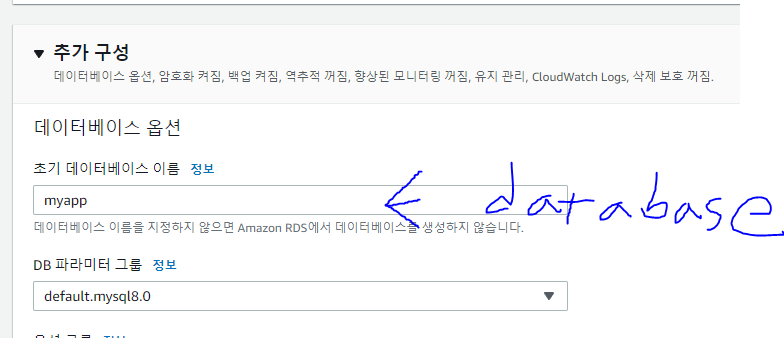 추가 구성
데이터베이스 옵션, 암호화 켜짐, 백업 켜짐, 역추적 꺼짐, 향상된 모니터링 꺼짐, 유지 관리, CloudWatch Logs, 삭제 보호 꺼짐.
데이터베이스 옵션
초기 데이터베이스 이름 정보
myapp
database
데이터베이스 이름을 지정하지 않으면 Amazon RDS에서 데이터베이스를 생성하지 않습니다.
DB 파라미터 그룹 정보
default.mysql8.0